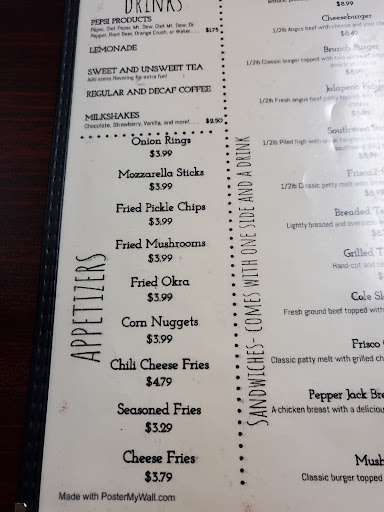 DRINKS
PEPSI PRODUCTS
Pepsi, Diet Pepsi, Mt. Dew, Diet Mt. Dew, Dr.
Pepper, Root Beer, Orange Crush, or Water...... $1.75
LEMONADE
SWEET AND UNSWEET TEA
Add some flavoring for extra fun!
REGULAR AND DECAF COFFEE
MILKSHAKES
Chocolate, Strawberry, Vanilla, and more!...... $2.50
APPETIZERS
Onion Rings
$3.99
Mozzarella Sticks
$3.99
Fried Pickle Chips
$3.99
Fried Mushrooms
$3.99
Fried Okra
$3.99
Corn Nuggets
$3.99
Chili Cheese Fries
$4.79
Seasoned Fries
$3.29
Cheese Fries
$3.79
Made with PosterMyWall.com
SANDWICHES- COMES WITH ONE SIDE AND A DRINK
$8.99
Cheeseburger
1/2lb Angus beef with cheese and your
$8.49
Brunch Burger
1/2lb Classic burger topped with two
$8.99
Jalapeno
1/2lb Fresh angus beef patty
Southwest
1/2lb Piled high with
Frisco
1/2lb Classic patty melt with
Breaded
Lightly breaded and
Grilled
Hand-cut and
Cole Sl
Fresh ground beef topped with
Frisco
Classic patty melt with grilled
Pepper Jack Bre
A chicken breast with a delicious
Mush
Classic burger topped